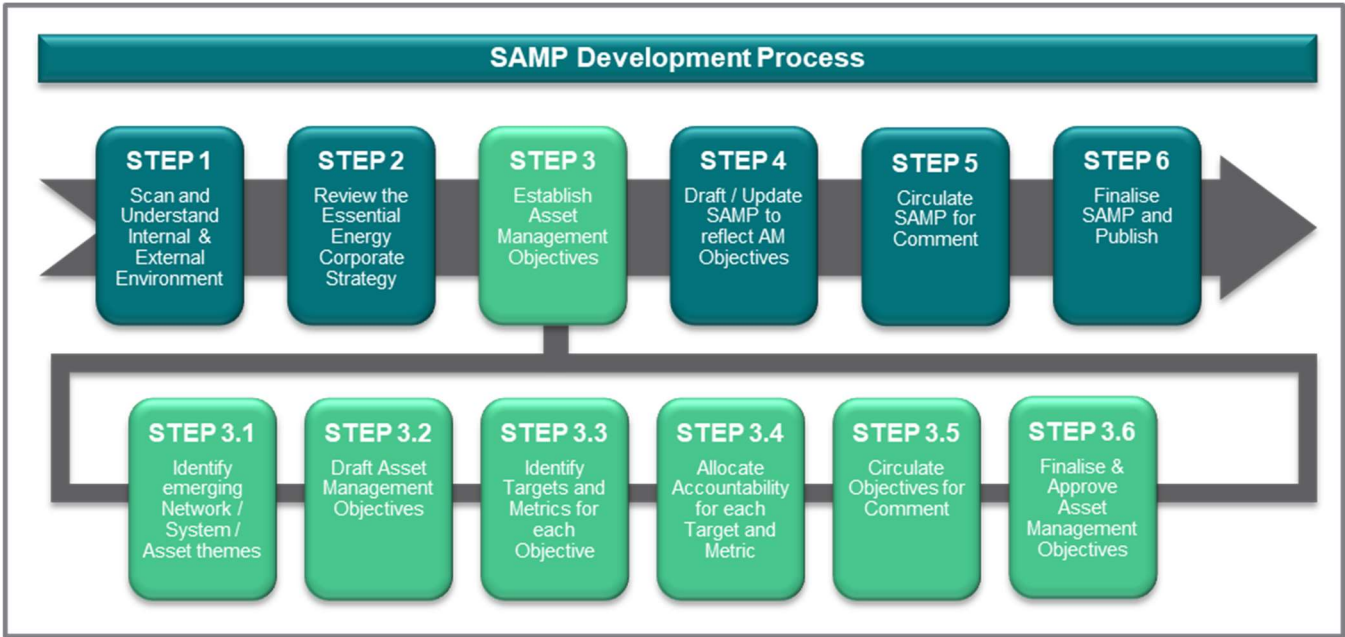 SAMP Development Process
STEP 1
Scan and
Understand
Internal &
External
Environment
STEP 2
Review the
Essential
Energy
Corporate
Strategy
STEP 3
Establish
Asset
Management
Objectives
STEP 4
Draft / Update
SAMP to
reflect AM
Objectives
STEP 5
Circulate
SAMP for
Comment
STEP 6
Finalise
SAMP and
Publish
STEP 3.1
Identify
emerging
Network /
System /
Asset themes
STEP 3.2
Draft Asset
Management
Objectives
STEP 3.3
Identify
Targets and
Metrics for
each
Objective
STEP 3.4
Allocate
Accountability
for each
Target and
Metric
STEP 3.5
Circulate
Objectives for
Comment
STEP 3.6
Finalise &
Approve
Asset
Management
Objectives